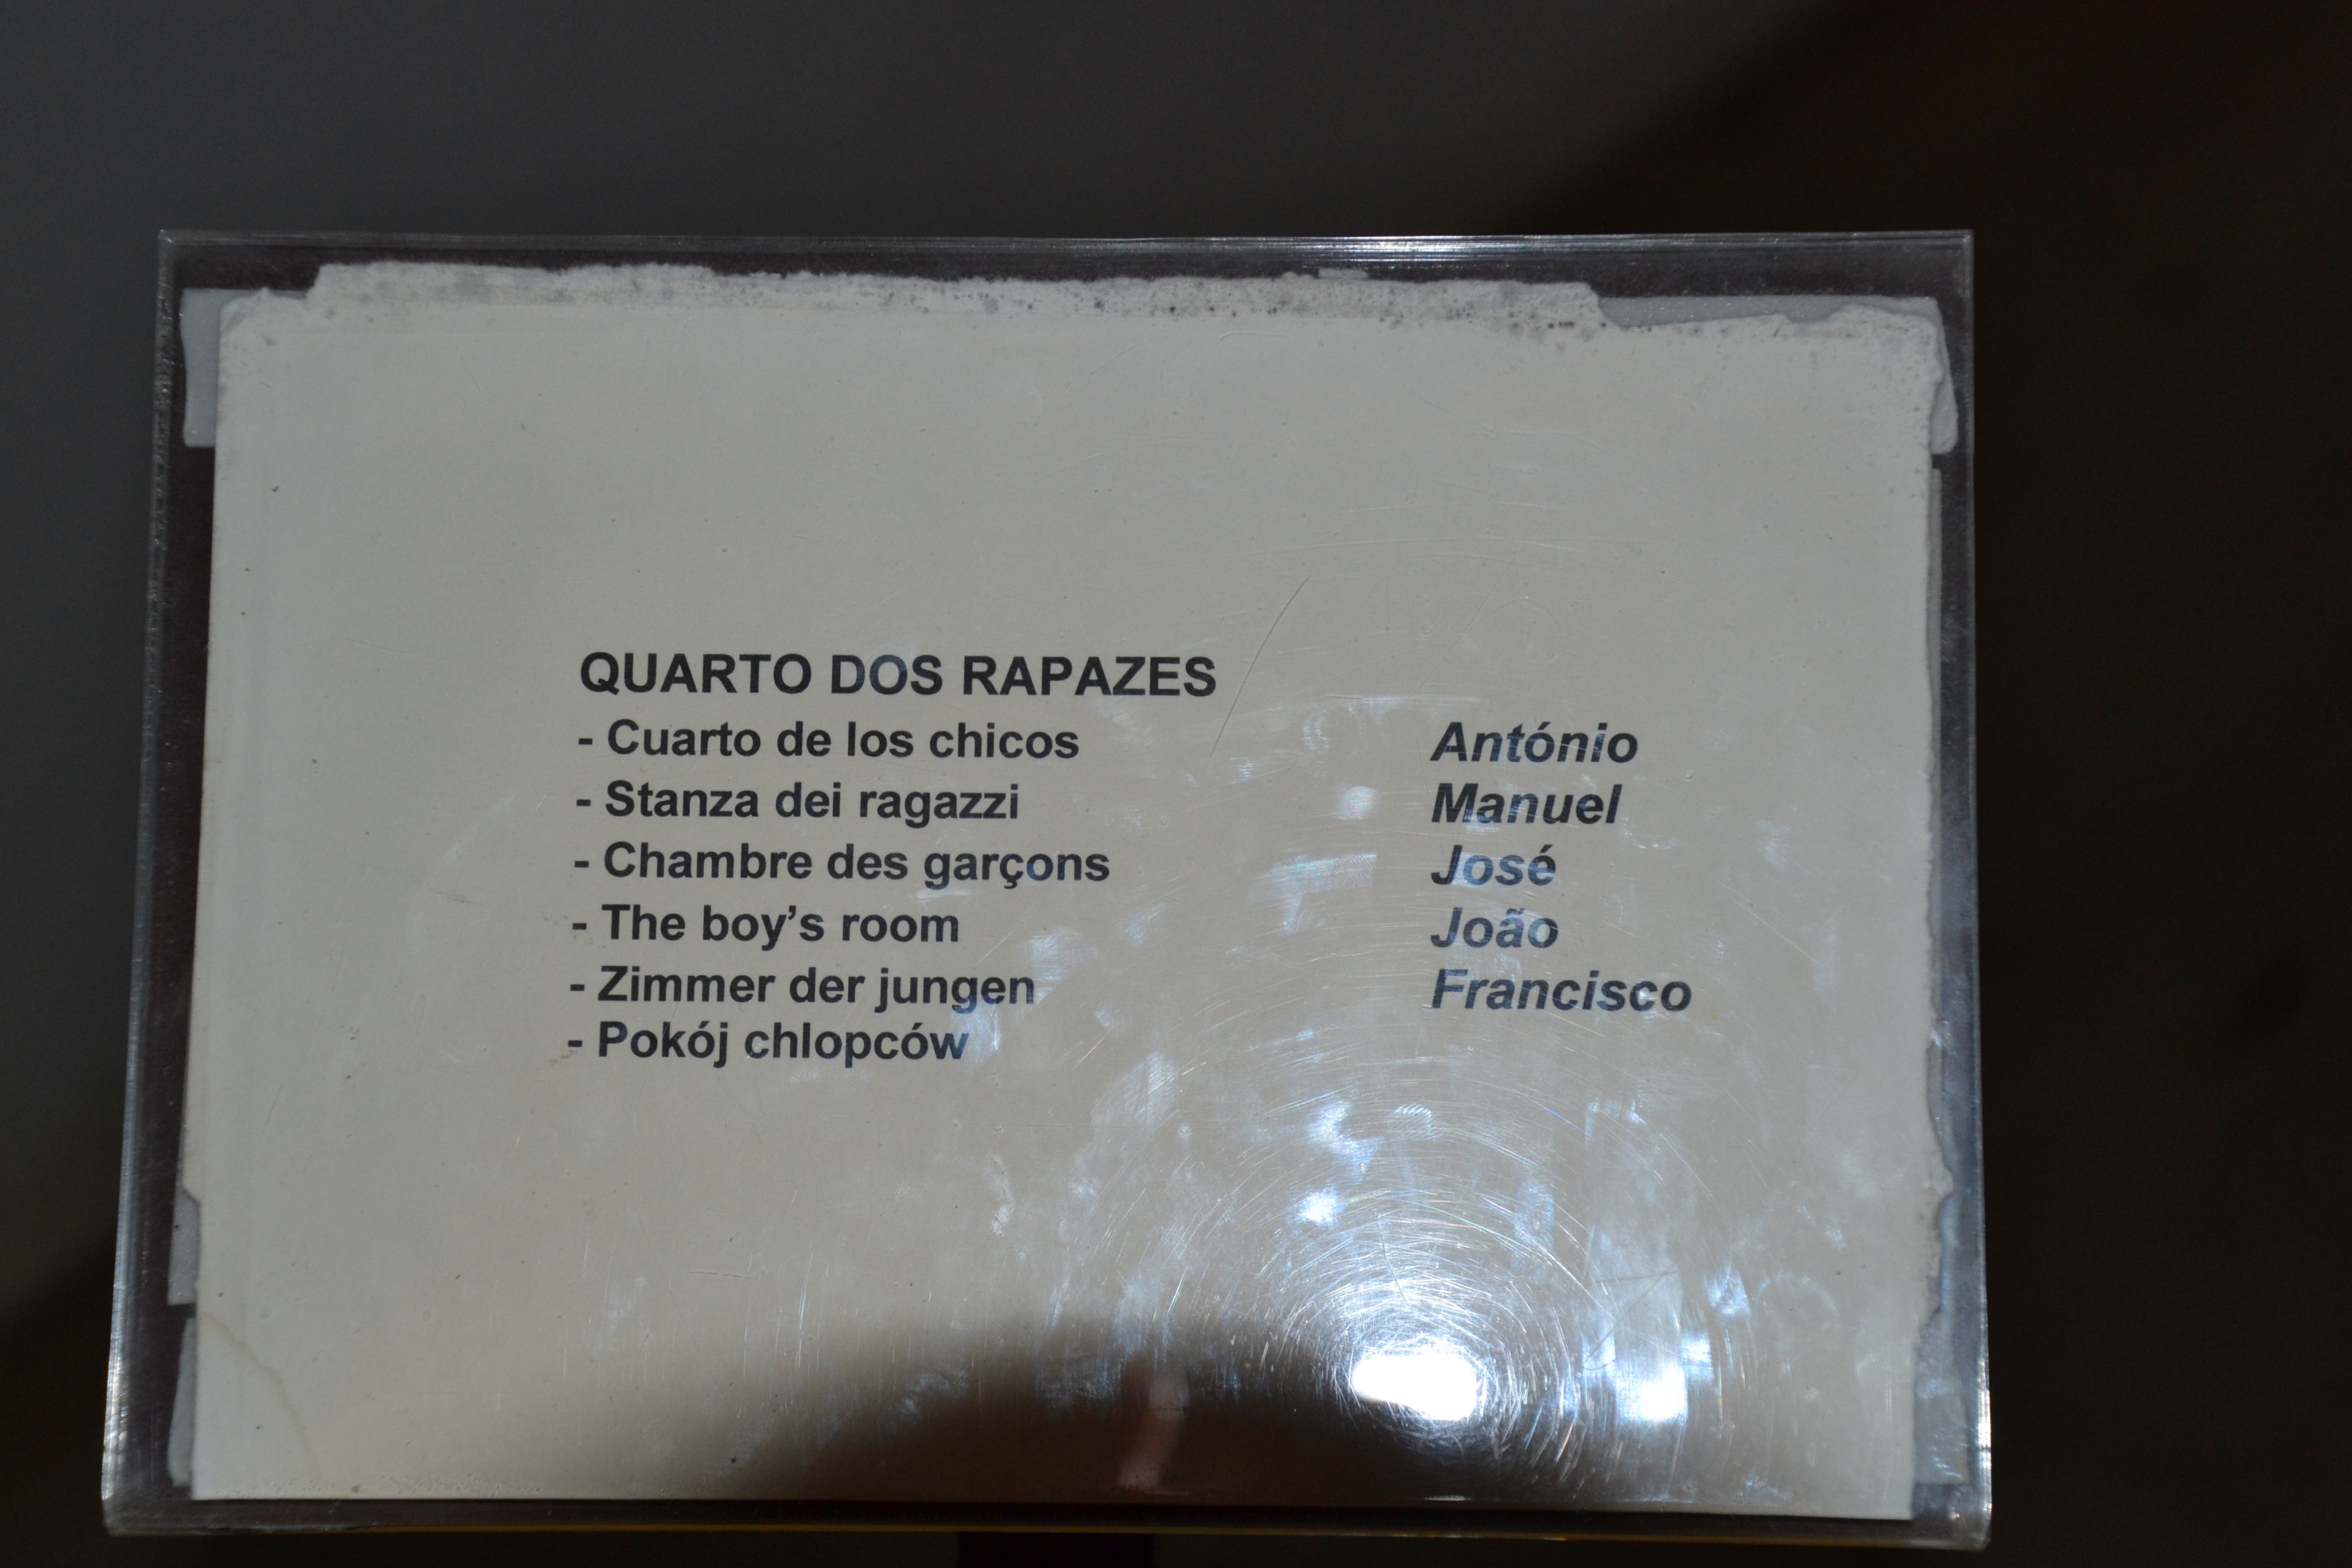 QUARTO DOS RAPAZES
- Cuarto de los chicos
- Stanza dei ragazzi
- Chambre des garçons
- The boy’s room
- Zimmer der jungen
- Pokój chlopców
António
Manuel
José
João
Francisco